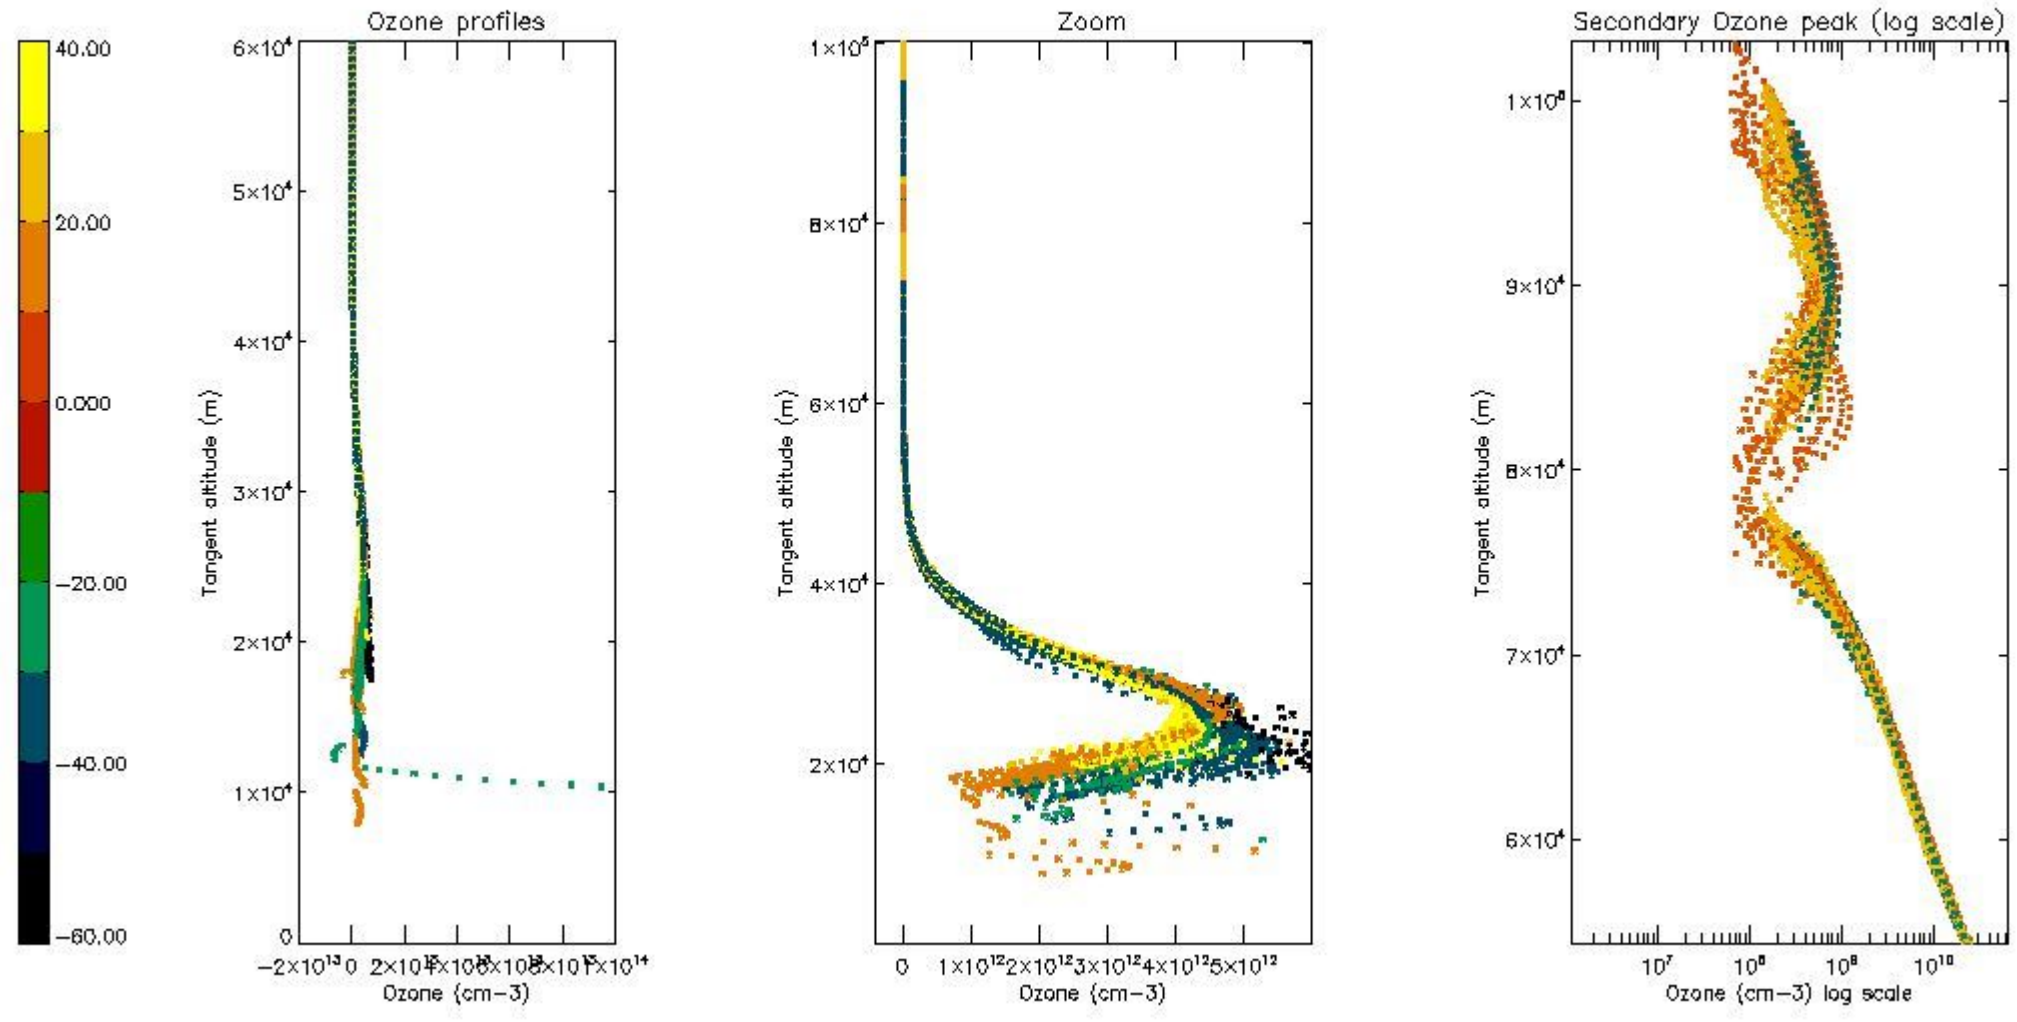 Ozone profiles
Zoom
Secondary Ozone peak (log scale)
40.00
20.00
0.000
−20.00
−40.00
−60.00
6×10⁴
5×10⁴
4×10⁴
3×10⁴
2×10⁴
1×10⁴
0
Tangent altitude (m)
−2×10¹³ 0
Ozone (cm−3)
1×10⁵
8×10⁴
6×10⁴
4×10⁴
2×10⁴
Tangent altitude (m)
0 1×10¹² 2×10¹² 3×10¹² 4×10¹² 5×10¹²
Ozone (cm−3)
9×10⁴
8×10⁴
7×10⁴
6×10⁴
Tangent altitude (m)
10⁷ 10⁸ 10⁹ 10¹⁰
Ozone (cm−3) log scale